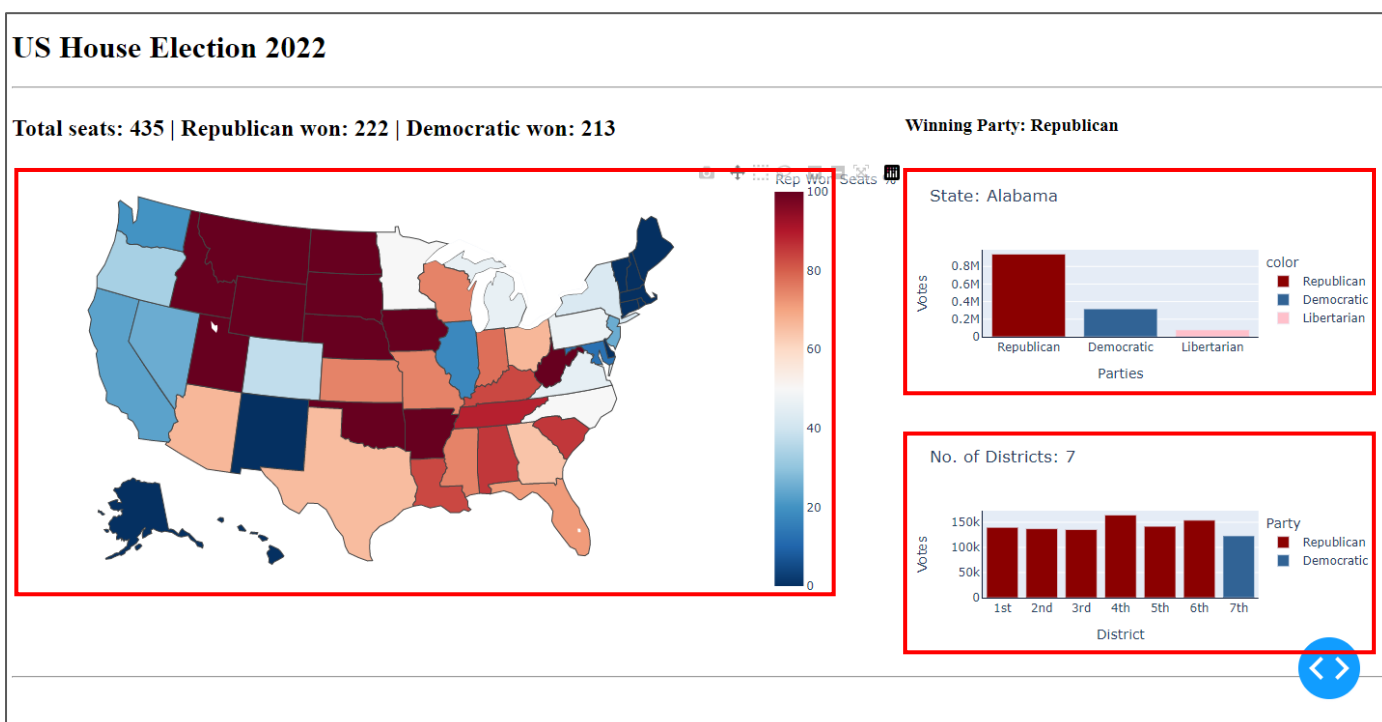 US House Election 2022
Total seats: 435 | Republican won: 222 | Democratic won: 213
Winning Party: Republican
Rep Won Seats %
100
80
60
40
20
0
State: Alabama
Votes
0.8M
0.6M
0.4M
0.2M
0
Republican
Democratic
Libertarian
Parties
color
Republican
Democratic
Libertarian
No. of Districts: 7
Votes
150k
100k
50k
0
1st 2nd 3rd 4th 5th 6th 7th
District
Party
Republican
Democratic